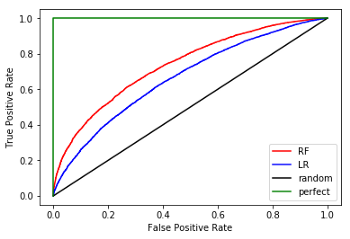 1.0
0.8
0.6
0.4
0.2
0.0
True Positive Rate
RF
LR
random
perfect
0.0 0.2 0.4 0.6 0.8 1.0
False Positive Rate